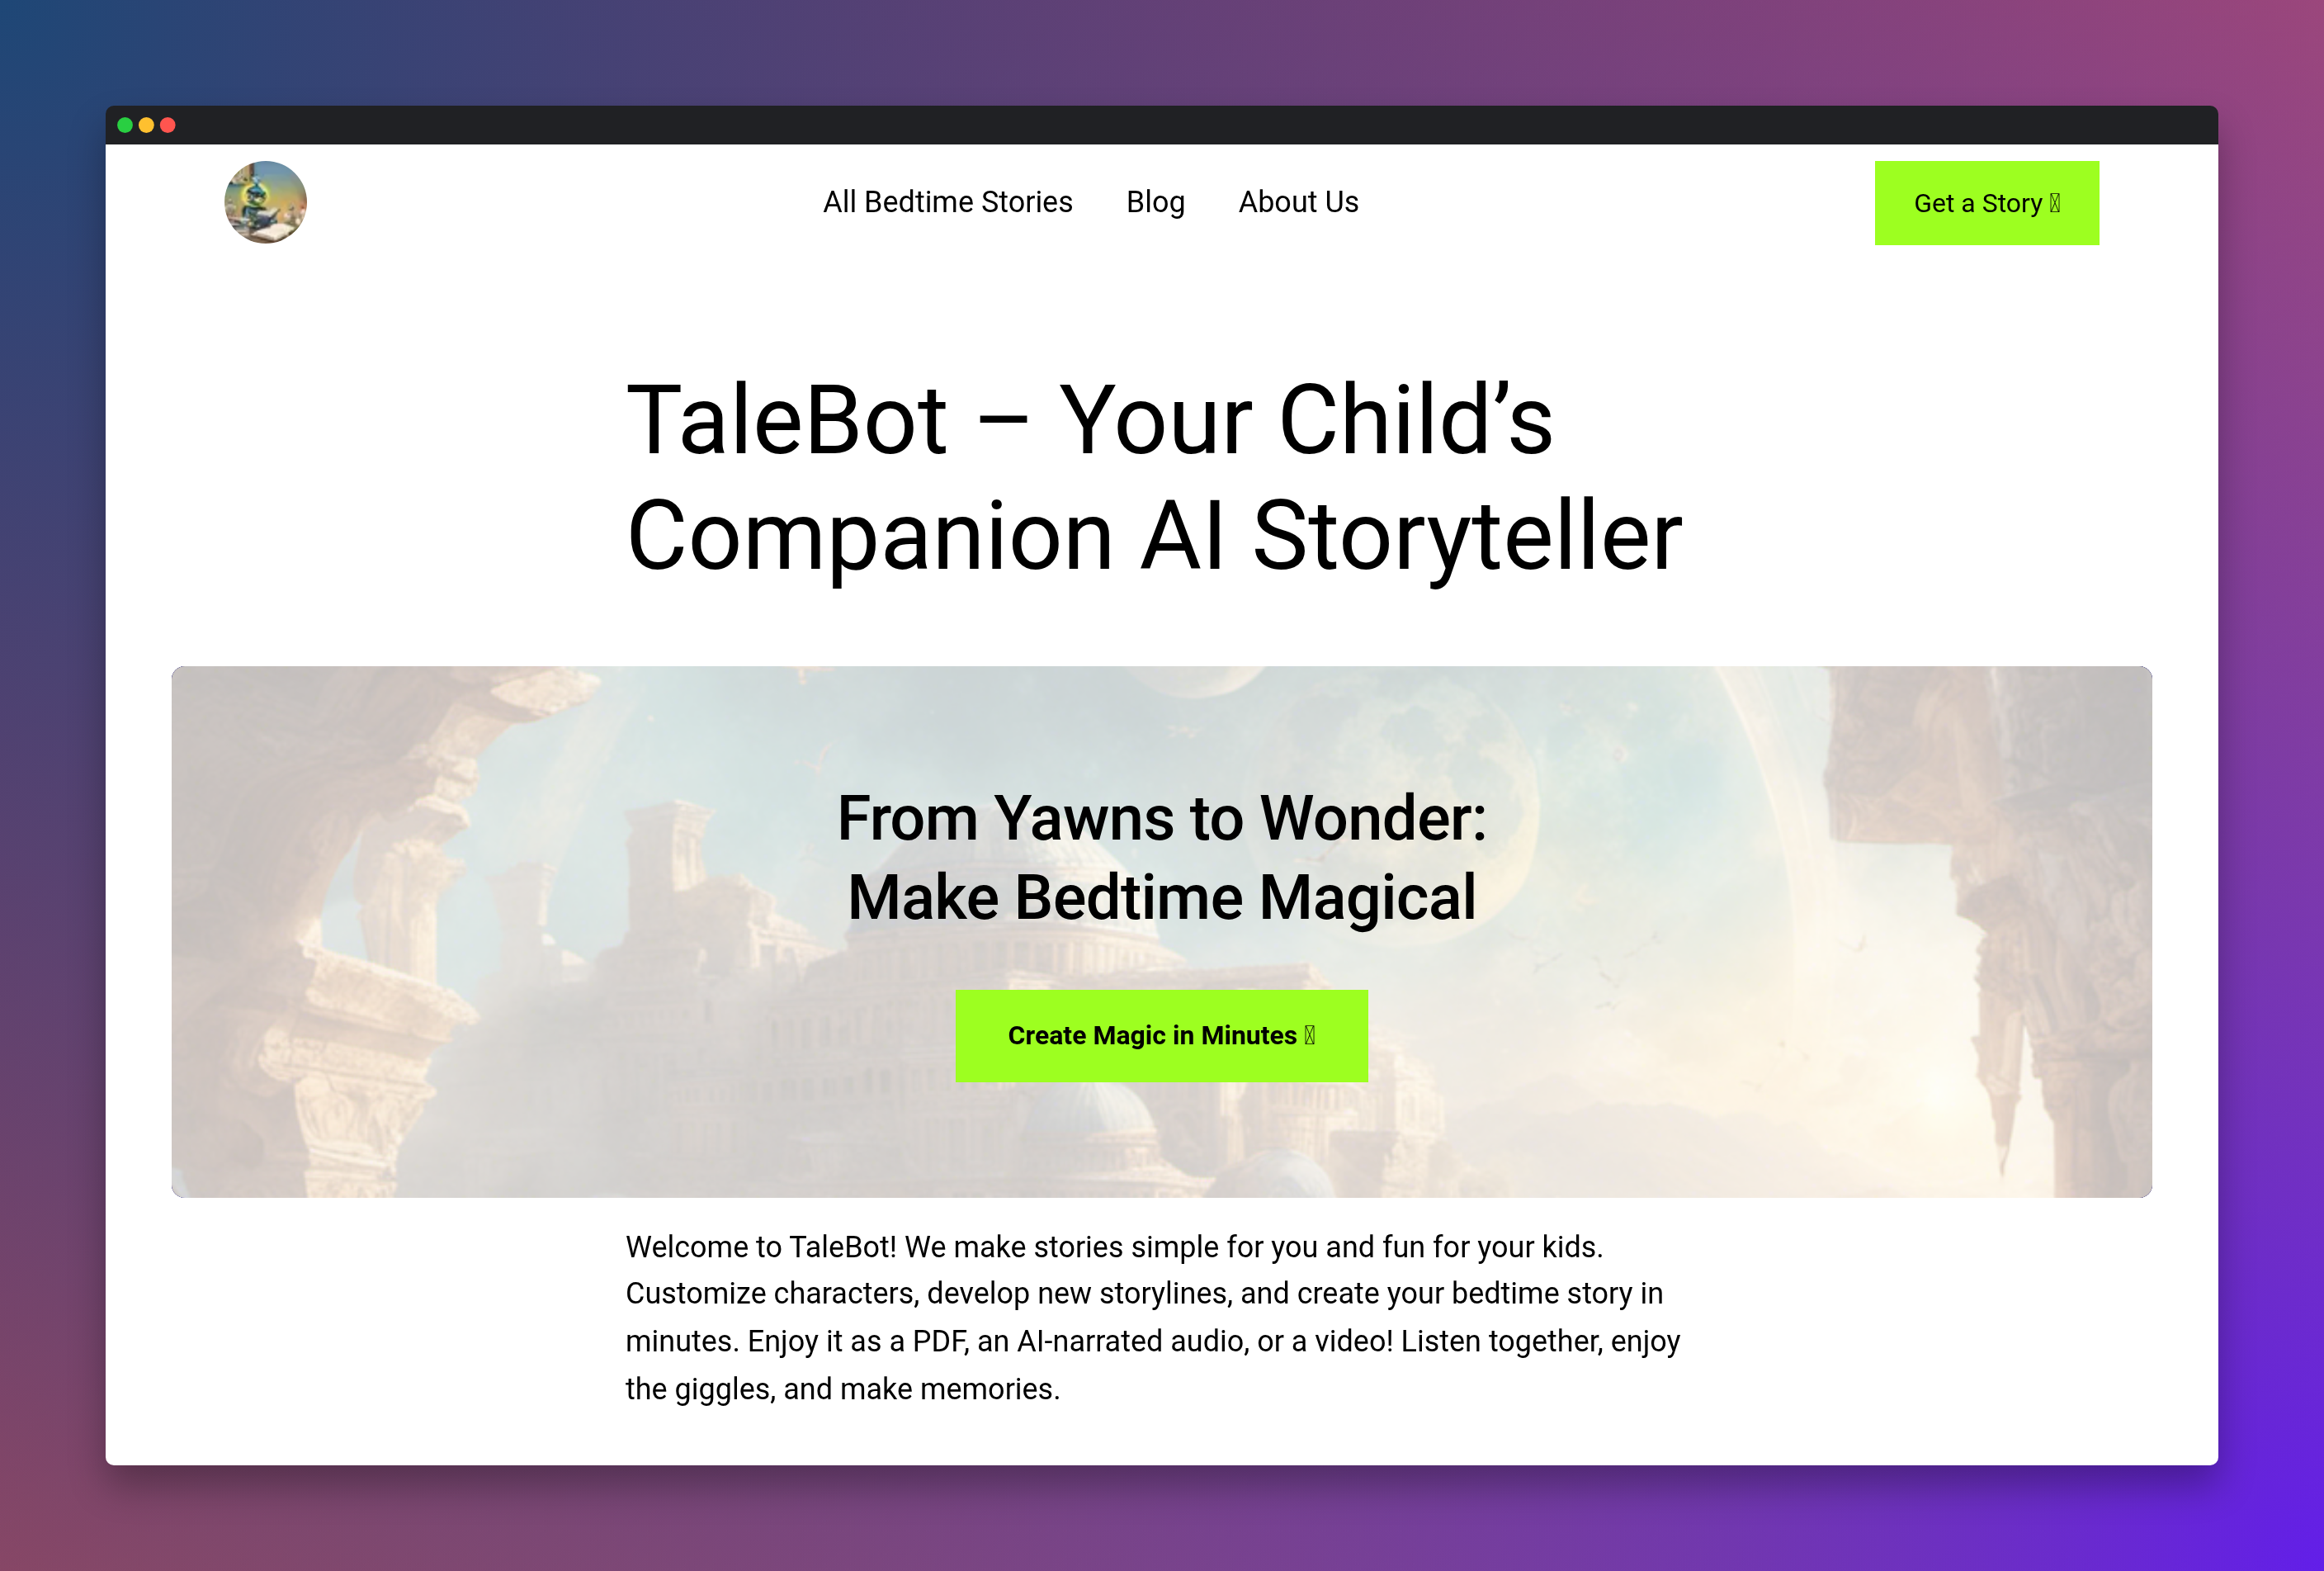 All Bedtime Stories Blog About Us
Get a Story
TaleBot – Your Child’s
Companion AI Storyteller
From Yawns to Wonder:
Make Bedtime Magical
Create Magic in Minutes
Welcome to TaleBot! We make stories simple for you and fun for your kids.
Customize characters, develop new storylines, and create your bedtime story in
minutes. Enjoy it as a PDF, an AI-narrated audio, or a video! Listen together, enjoy
the giggles, and make memories.